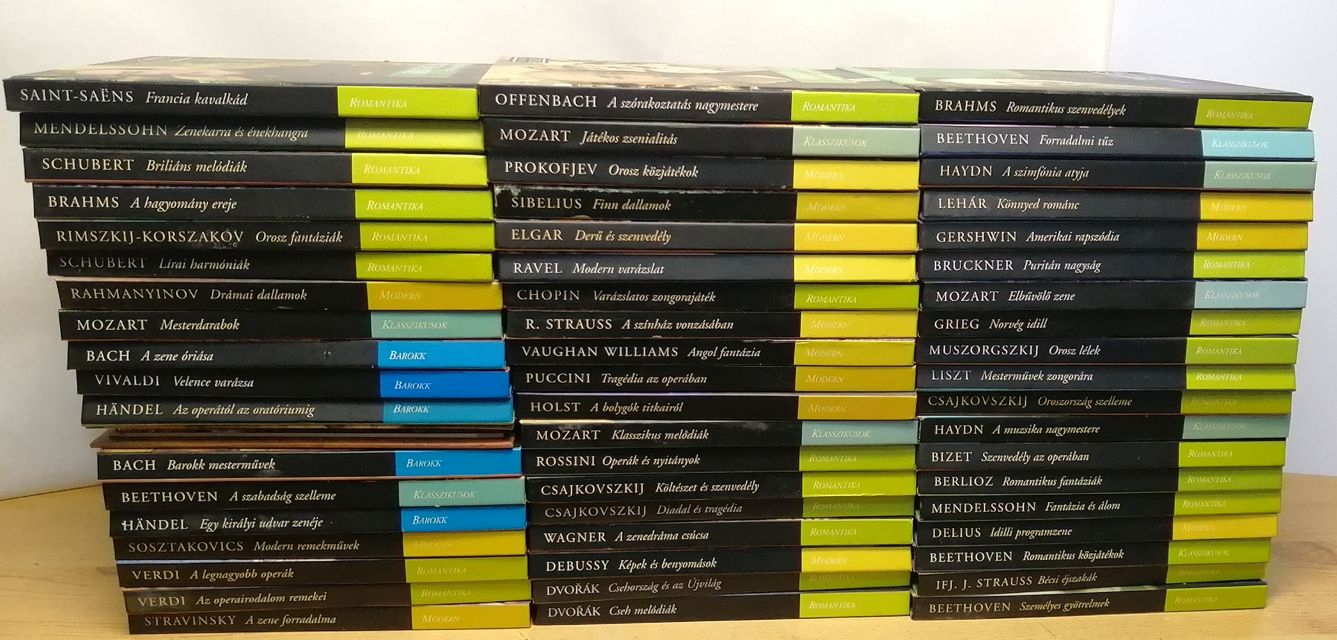 SAINT-SAËNS Francia kavalkád ROMANTIKA
MENDELSSOHN Zenekarra és énekhangra ROMANTIKA
SCHUBERT Briliáns melódiák ROMANTIKA
BRAHMS A hagyomány ereje ROMANTIKA
RIMSZKIJ-KORSZAKOV Orosz fantáziák ROMANTIKA
SCHUBERT Lírai harmóniák ROMANTIKA
RAHMANYINOV Drámai dallamok MODERN
MOZART Mesterdarabok KLASSZIKUSOK
BACH A zene óriása BAROKK
VIVALDI Velence varázsa BAROKK
HÄNDEL Az operától az oratóriumig BAROKK
BACH Barokk mesterművek BAROKK
BEETHOVEN A szabadság szelleme KLASSZIKUSOK
HÄNDEL Egy királyi udvar zenéje BAROKK
SOSZTAKOVICS Modern remekművek MODERN
VERDI A legnagyobb operák ROMANTIKA
VERDI Az operairodalom remekei ROMANTIKA
STRAVINSKY A zene forradalma MODERN
OFFENBACH A szórakoztatás nagymestere ROMANTIKA
MOZART Játékos zsenialitás KLASSZIKUSOK
PROKOFJEV Orosz közjátékok MODERN
SIBELIUS Finn dallamok MODERN
ELGAR Derű és szenvedély MODERN
RAVEL Modern varázslat MODERN
CHOPIN Varázslatos zongorajáték ROMANTIKA
R. STRAUSS A színház vonzásában MODERN
VAUGHAN WILLIAMS Angol fantázia MODERN
PUCCINI Tragédia az operában MODERN
HOLST A bolygók titkairól MODERN
MOZART Klasszikus melódiák KLASSZIKUSOK
ROSSINI Operák és nyitányok ROMANTIKA
CSAJKOVSZKIJ Költészet és szenvedély ROMANTIKA
CSAJKOVSZKIJ Diadal és tragédia ROMANTIKA
WAGNER A zenedráma csúcsa ROMANTIKA
DEBUSSY Képek és benyomások MODERN
DVOŘÁK Csehország és az Újvilág ROMANTIKA
DVOŘÁK Cseh melódiák ROMANTIKA
BRAHMS Romantikus szenvedélyek ROMANTIKA
BEETHOVEN Forradalmi tűz KLASSZIKUSOK
HAYDN A szimfónia atyja KLASSZIKUSOK
LEHÁR Könnyed románc MODERN
GERSHWIN Amerikai rapszódia MODERN
BRUCKNER Puritán nagyság ROMANTIKA
MOZART Elbűvölő zene KLASSZIKUSOK
GRIEG Norvég idill ROMANTIKA
MUSZORGSZKIJ Orosz lélek ROMANTIKA
LISZT Mesterművek zongorára ROMANTIKA
CSAJKOVSZKIJ Oroszország szelleme ROMANTIKA
HAYDN A muzsika nagymestere KLASSZIKUSOK
BIZET Szenvedély az operában ROMANTIKA
BERLIOZ Romantikus fantáziák ROMANTIKA
MENDELSSOHN Fantázia és álom ROMANTIKA
DELIUS Idilli programzene MODERN
BEETHOVEN Romantikus közjátékok KLASSZIKUSOK
IFJ. J. STRAUSS Bécsi éjszakák ROMANTIKA
BEETHOVEN Személyes gyötrelmek ROMANTIKA